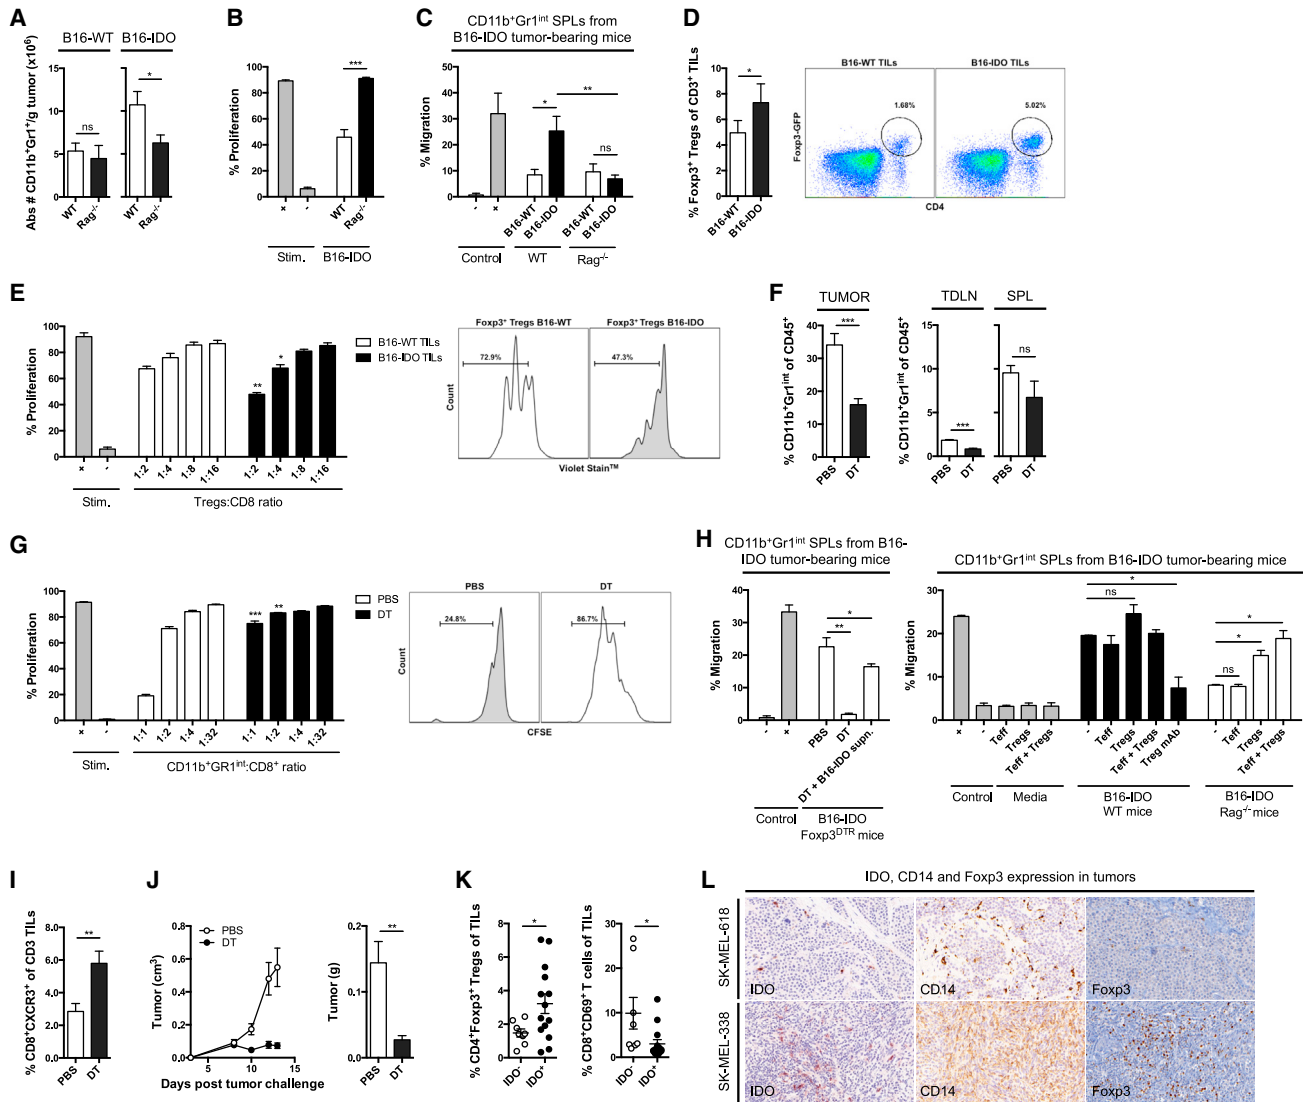 A
B16-WT B16-IDO
Abs # CD11b⁺Gr1⁺/g tumor (x10⁶)
15
10
5
0
ns
*
WT
Rag⁻/⁻
WT
Rag⁻/⁻
B
% Proliferation
100
80
60
40
20
0
***
+
-
WT
Rag⁻/⁻
Stim. B16-IDO
C
CD11b⁺Gr1ⁱⁿᵗ SPLs from
B16-IDO tumor-bearing mice
% Migration
50
40
30
20
10
0
*
**
ns
-
+
B16-WT
B16-IDO
B16-WT
B16-IDO
Control WT Rag⁻/⁻
D
% Foxp3⁺ Tregs of CD3⁺ TILs
10
8
6
4
2
0
*
B16-WT
B16-IDO
B16-WT TILs B16-IDO TILs
1.68% 5.02%
Foxp3-GFP
CD4
E
% Proliferation
100
80
60
40
20
0
B16-WT TILs
B16-IDO TILs
**
*
+
-
1:2
1:4
1:8
1:16
1:2
1:4
1:8
1:16
Stim. Tregs:CD8 ratio
Foxp3⁺ Tregs B16-WT Foxp3⁺ Tregs B16-IDO
72.9% 47.3%
Count
Violet Stain™
F
TUMOR
% CD11b⁺Gr1ⁱⁿᵗ of CD45⁺
40
30
20
10
0
***
PBS
DT
TDLN SPL
% CD11b⁺Gr1ⁱⁿᵗ of CD45⁺
15
10
5
0
***
ns
PBS
DT
PBS
DT
G
% Proliferation
100
80
60
40
20
0
PBS
DT
***
**
+
-
1:1
1:2
1:4
1:32
1:1
1:2
1:4
1:32
Stim. CD11b⁺GR1ⁱⁿᵗ:CD8⁺ ratio
PBS DT
24.8% 86.7%
Count
CFSE
H
CD11b⁺Gr1ⁱⁿᵗ SPLs from B16-
IDO tumor-bearing mice
% Migration
40
30
20
10
0
*
**
-
+
PBS
DT
DT + B16-IDO supn.
Control B16-IDO
Foxp3ᴰᵀᴿ mice
CD11b⁺Gr1ⁱⁿᵗ SPLs from B16-IDO tumor-bearing mice
% Migration
30
20
10
0
*
ns
*
*
ns
+
-
Teff
Tregs
Teff + Tregs
-
Teff
Tregs
Teff + Tregs
Treg mAb
-
Teff
Tregs
Teff + Tregs
Control Media B16-IDO
WT mice
B16-IDO
Rag⁻/⁻ mice
I
% CD8⁺CXCR3⁺ of CD3 TILs
8
6
4
2
0
**
PBS
DT
J
Tumor (cm³)
0.8
0.6
0.4
0.2
0.0
PBS
DT
5 10 15
Days post tumor challenge
Tumor (g)
0.2
0.1
0.0
**
PBS
DT
K
% CD4⁺Foxp3⁺ Tregs of TILs
8
6
4
2
0
*
IDO⁻
IDO⁺
% CD8⁺CD69⁺ T cells of TILs
30
20
10
0
*
IDO⁻
IDO⁺
L
IDO, CD14 and Foxp3 expression in tumors
SK-MEL-618
IDO CD14 Foxp3
SK-MEL-338
IDO CD14 Foxp3